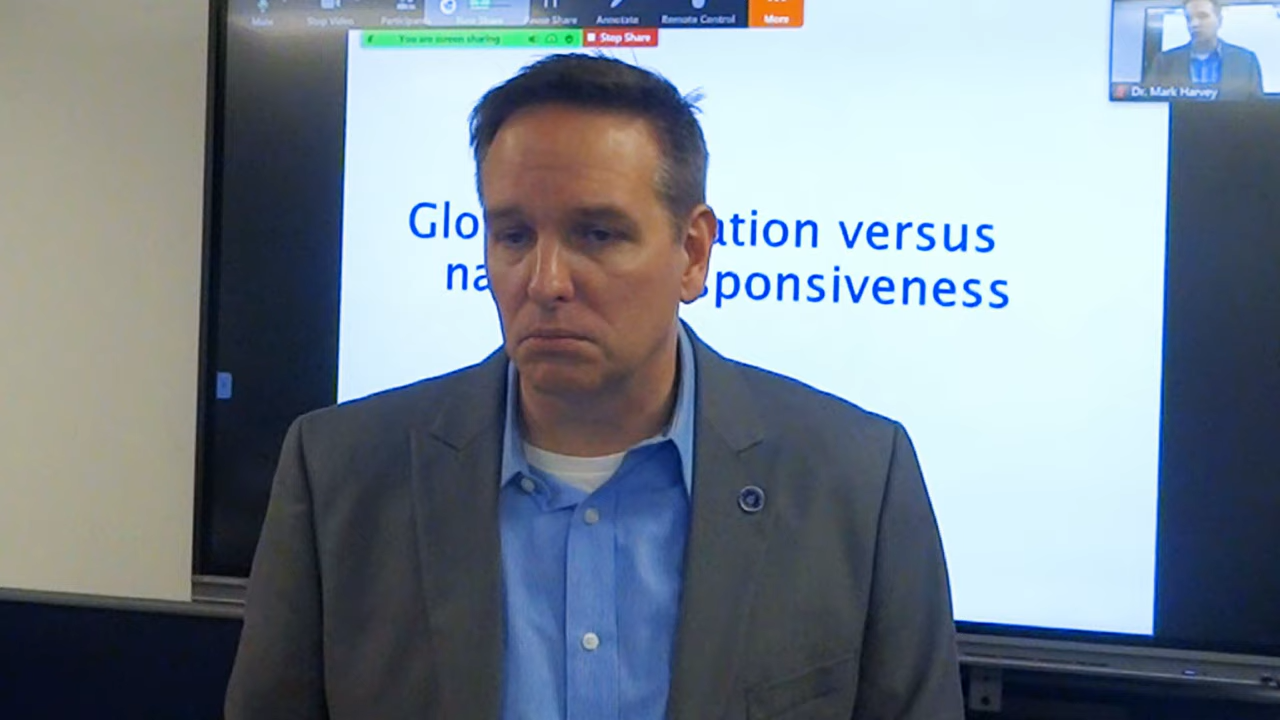 Mute Stop Video Participants New Share Pause Share Annotate Remote Control More
You are screen sharing Stop Share
Dr. Mark Harvey
Glo ation versus
na sponsiveness